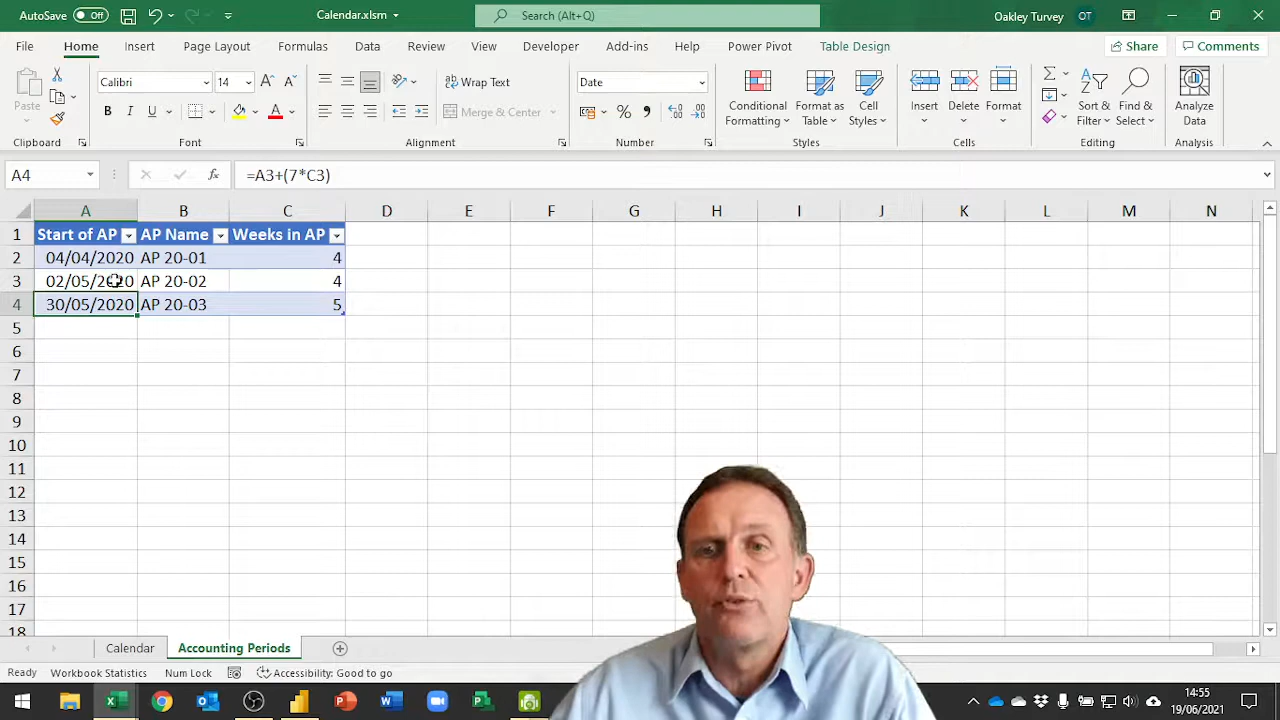 AutoSave Off Calendar.xlsm Search (Alt+Q) Oakley Turvey OT
File Home Insert Page Layout Formulas Data Review View Developer Add-ins Help Power Pivot Table Design Share Comments
Paste Calibri 14 Wrap Text Date Conditional Formatting Format as Table Cell Styles Insert Delete Format Sort & Filter Find & Select Analyze Data
B I U A Merge & Center % ,
Clipboard Font Alignment Number Styles Cells Editing Analysis
A4 fx =A3+(7*C3)
A B C D E F G H I J K L M N
1 Start of AP AP Name Weeks in AP
2 04/04/2020 AP 20-01 4
3 02/05/2020 AP 20-02 4
4 30/05/2020 AP 20-03 5
5
6
7
8
9
10
11
12
13
14
15
16
17
18
Calendar Accounting Periods
Ready Workbook Statistics Num Lock Accessibility: Good to go
14:55
19/06/2021